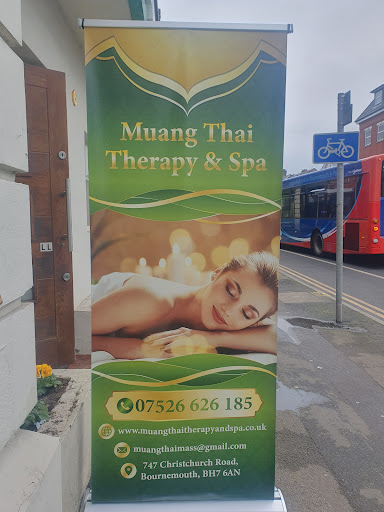 Muang Thai
Therapy & Spa
07526 626 185
www.muangthaitherapyandspa.co.uk
muangthaimass@gmail.com
747 Christchurch Road,
Bournemouth, BH7 6AN